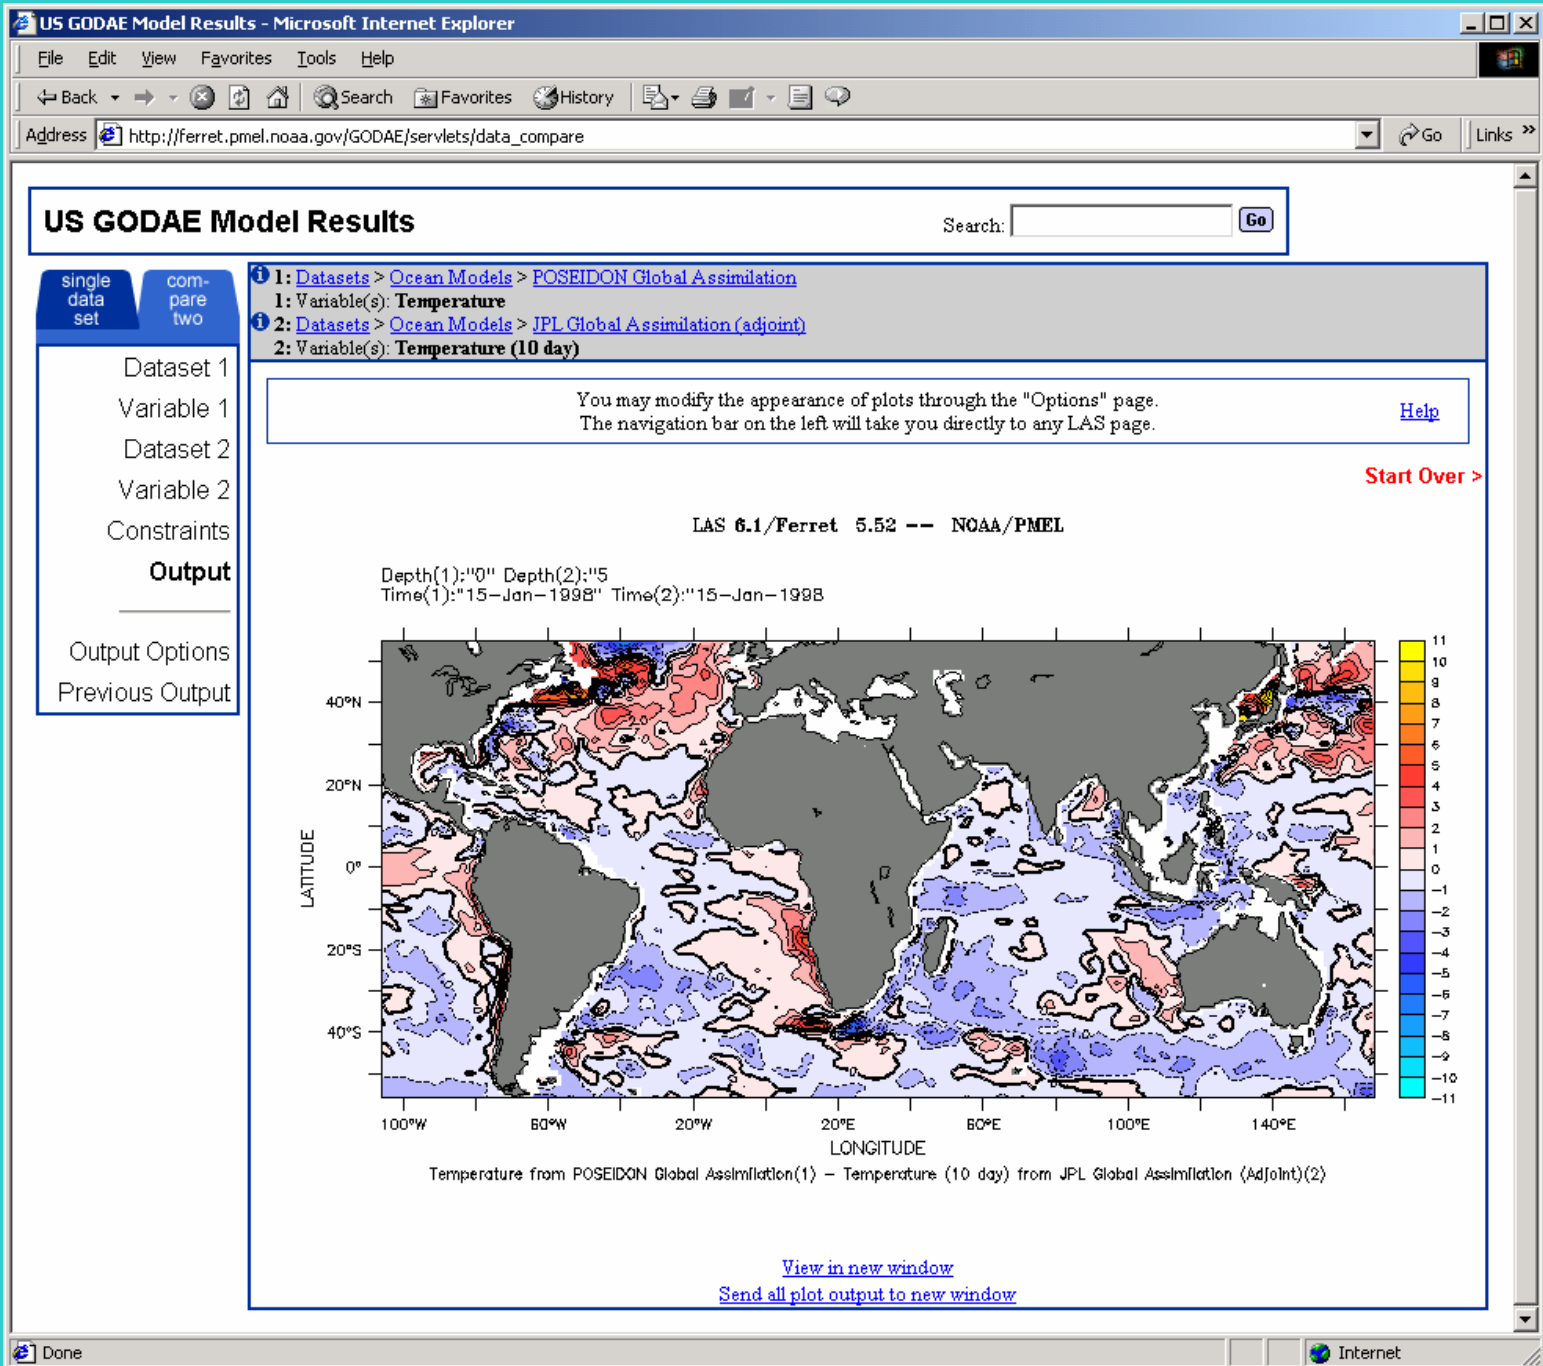 US GODAE Model Results - Microsoft Internet Explorer
File Edit View Favorites Tools Help
Back Search Favorites History
Address http://ferret.pmel.noaa.gov/GODAE/servlets/data_compare Go Links »
US GODAE Model Results
Search: Go
single data set
com-pare two
1: Datasets > Ocean Models > POSEIDON Global Assimilation
1: Variable(s): Temperature
2: Datasets > Ocean Models > JPL Global Assimilation (adjoint)
2: Variable(s): Temperature (10 day)
Dataset 1
Variable 1
Dataset 2
Variable 2
Constraints
Output
Output Options
Previous Output
You may modify the appearance of plots through the "Options" page.
The navigation bar on the left will take you directly to any LAS page.
Help
Start Over >
LAS 6.1/Ferret 5.52 -- NOAA/PMEL
Depth(1):"0" Depth(2):"5
Time(1):"15-Jan-1998" Time(2):"15-Jan-1998
LATITUDE
40°N
20°N
0°
20°S
40°S
100°W 60°W 20°W 20°E 60°E 100°E 140°E
LONGITUDE
11
10
9
8
7
6
5
4
3
2
1
0
-1
-2
-3
-4
-5
-6
-7
-8
-9
-10
-11
Temperature from POSEIDON Global Assimilation(1) - Temperature (10 day) from JPL Global Assimilation (Adjoint)(2)
View in new window
Send all plot output to new window
Done Internet